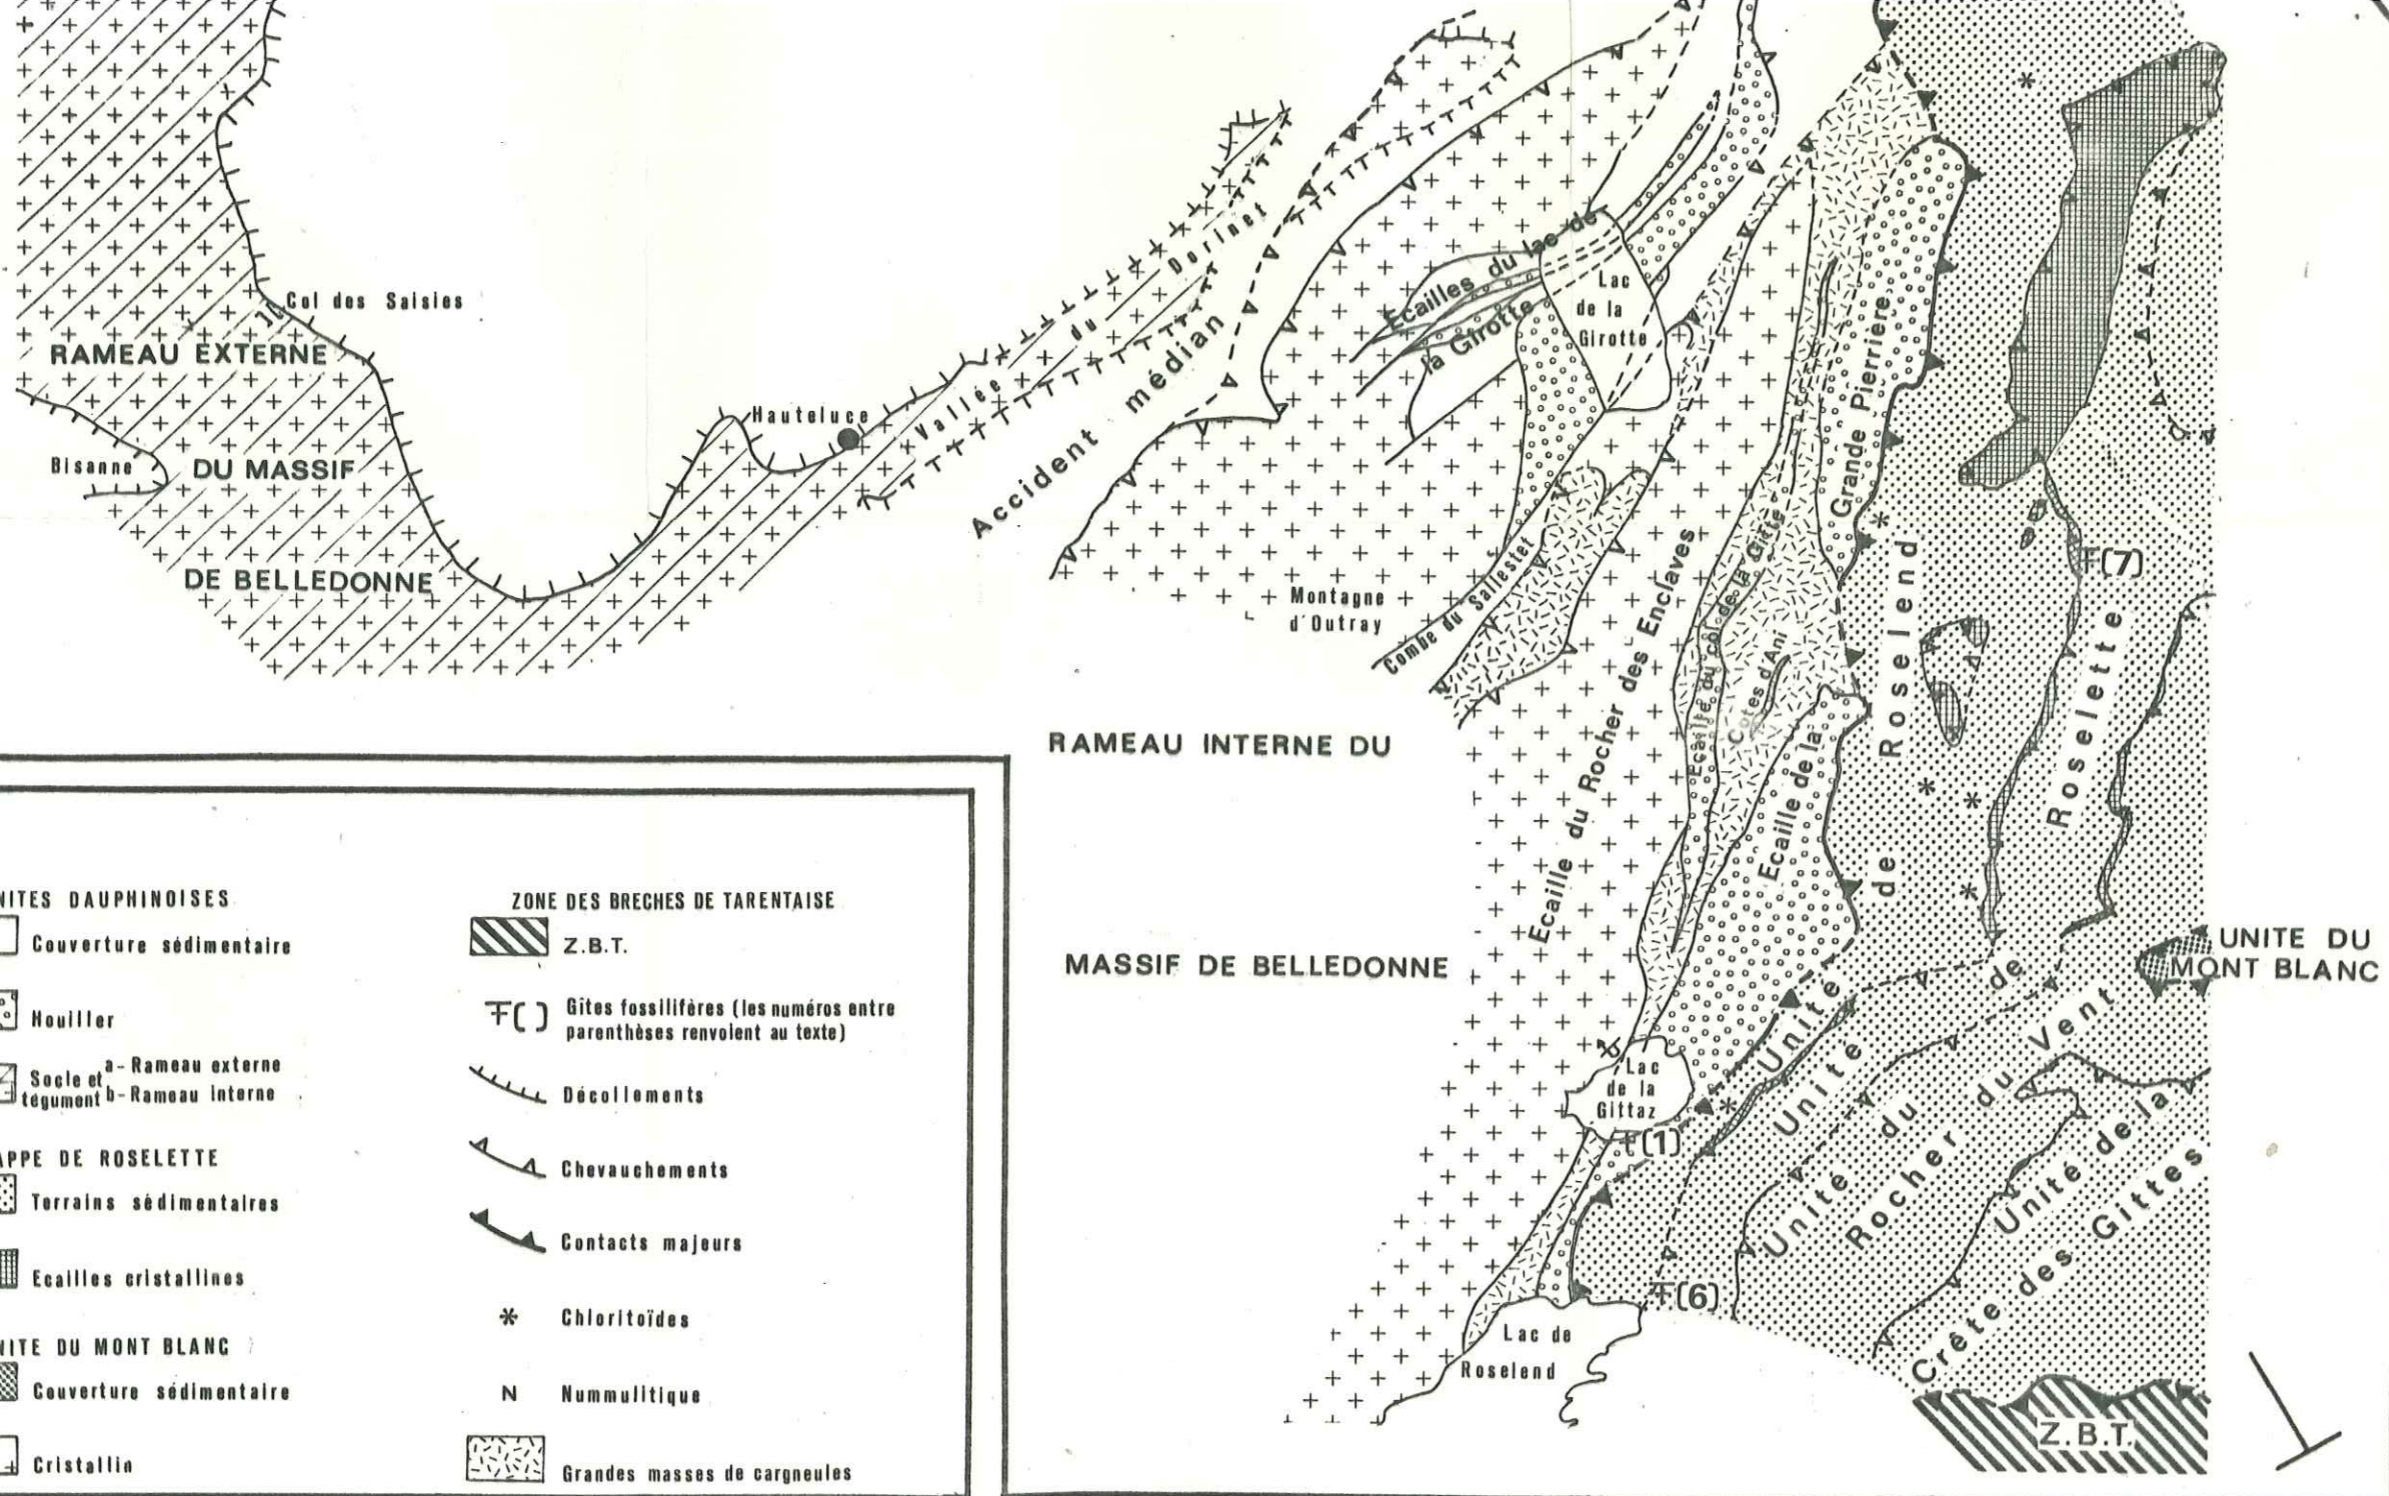 Col des Saisies
RAMEAU EXTERNE
DU MASSIF
DE BELLEDONNE
Bisanne
Hauteluce
Vallée du Dorinet
Accident médian
Ecailles du lac de
la Girotte
Lac
de la
Girotte
Montagne
d'Outray
Combe du Sallestet
Ecaille du Rocher des Enclaves
Ecaille du col de la Gitte
Côtes d'Ani
Ecaille de la
Grande Pierrière
RAMEAU INTERNE DU
MASSIF DE BELLEDONNE
Unité
de Roselend
Unité de
Roselette
(7)
UNITE DU
MONT BLANC
Unité du
Rocher du Vent
Unité de la
Crête des Gittes
Lac
de la
Gittaz
(1)
(6)
Lac de
Roselend
Z.B.T.
NITES DAUPHINOISES
Couverture sédimentaire
Houiller
Socle et
tégument
a- Rameau externe
b- Rameau interne
APPE DE ROSELETTE
Terrains sédimentaires
Ecailles cristallines
NITE DU MONT BLANC
Couverture sédimentaire
Cristallin
ZONE DES BRECHES DE TARENTAISE
Z.B.T.
Gîtes fossilifères (les numéros entre
parenthèses renvoient au texte)
Décollements
Chevauchements
Contacts majeurs
* Chloritoïdes
N Nummulitique
Grandes masses de cargneules